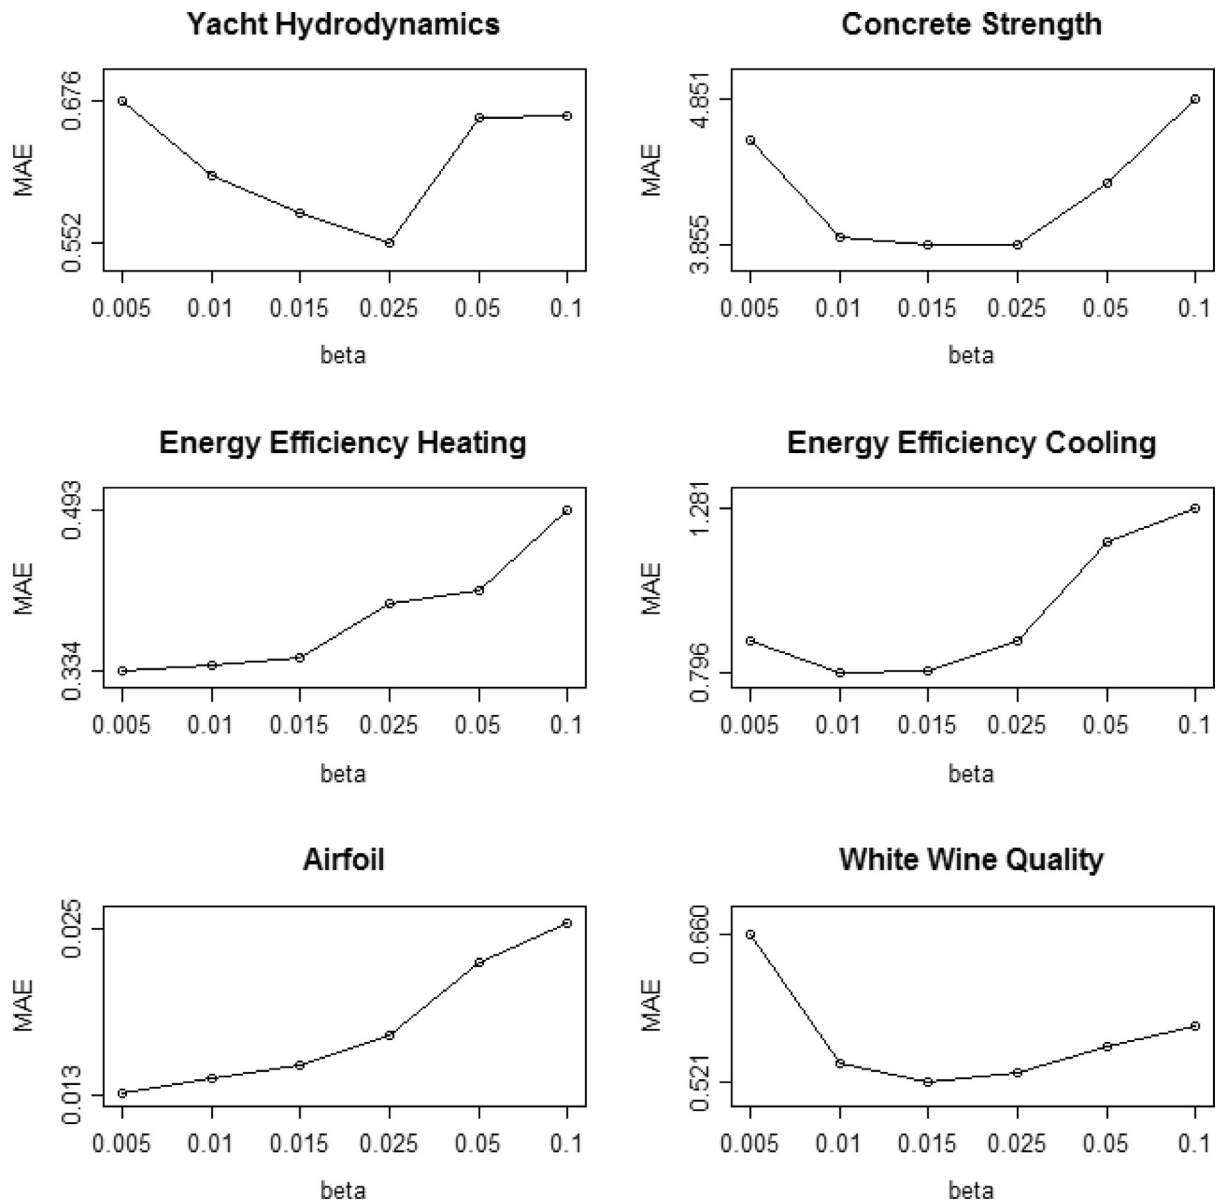 Yacht Hydrodynamics
MAE
0.676
0.552
0.005 0.01 0.015 0.025 0.05 0.1
beta
Concrete Strength
MAE
4.851
3.855
0.005 0.01 0.015 0.025 0.05 0.1
beta
Energy Efficiency Heating
MAE
0.493
0.334
0.005 0.01 0.015 0.025 0.05 0.1
beta
Energy Efficiency Cooling
MAE
1.281
0.796
0.005 0.01 0.015 0.025 0.05 0.1
beta
Airfoil
MAE
0.025
0.013
0.005 0.01 0.015 0.025 0.05 0.1
beta
White Wine Quality
MAE
0.660
0.521
0.005 0.01 0.015 0.025 0.05 0.1
beta